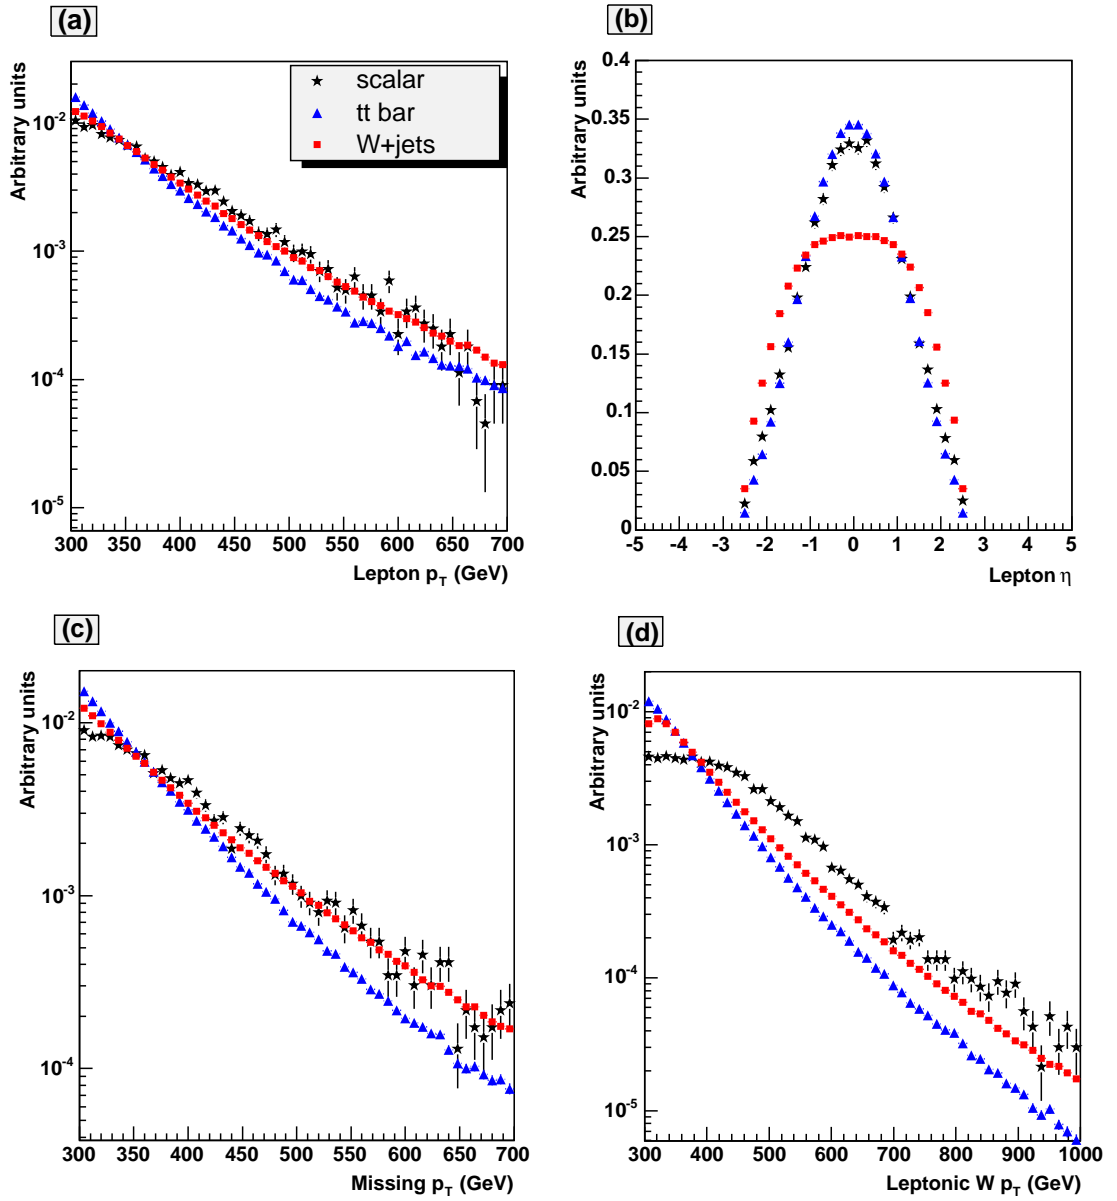 (a)
Arbitrary units
10^-2
10^-3
10^-4
10^-5
scalar
tt bar
W+jets
300 350 400 450 500 550 600 650 700
Lepton p_T (GeV)
(b)
Arbitrary units
0.4
0.35
0.3
0.25
0.2
0.15
0.1
0.05
0
-5 -4 -3 -2 -1 0 1 2 3 4 5
Lepton η
(c)
Arbitrary units
10^-2
10^-3
10^-4
300 350 400 450 500 550 600 650 700
Missing p_T (GeV)
(d)
Arbitrary units
10^-2
10^-3
10^-4
10^-5
300 400 500 600 700 800 900 1000
Leptonic W p_T (GeV)